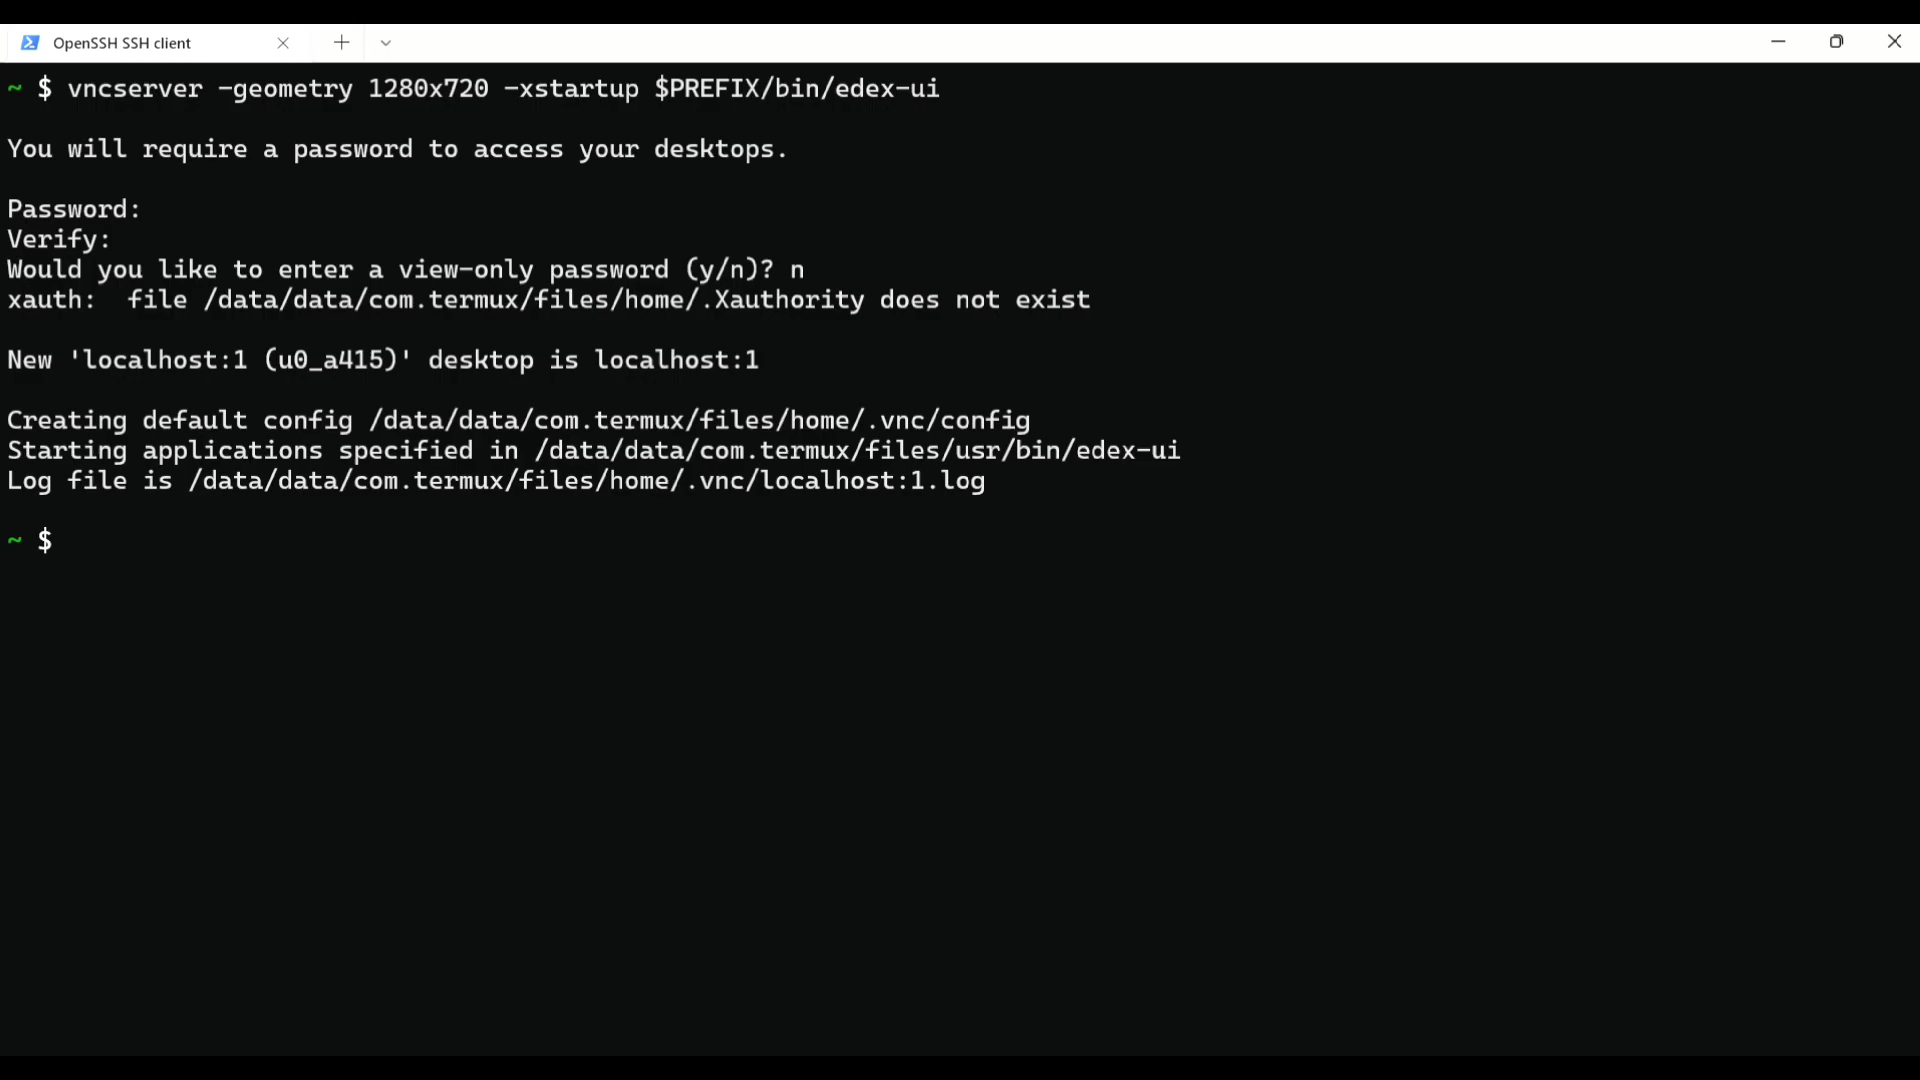 OpenSSH SSH client
~ $ vncserver -geometry 1280x720 -xstartup $PREFIX/bin/edex-ui
You will require a password to access your desktops.
Password:
Verify:
Would you like to enter a view-only password (y/n)? n
xauth:  file /data/data/com.termux/files/home/.Xauthority does not exist
New 'localhost:1 (u0_a415)' desktop is localhost:1
Creating default config /data/data/com.termux/files/home/.vnc/config
Starting applications specified in /data/data/com.termux/files/usr/bin/edex-ui
Log file is /data/data/com.termux/files/home/.vnc/localhost:1.log
~ $